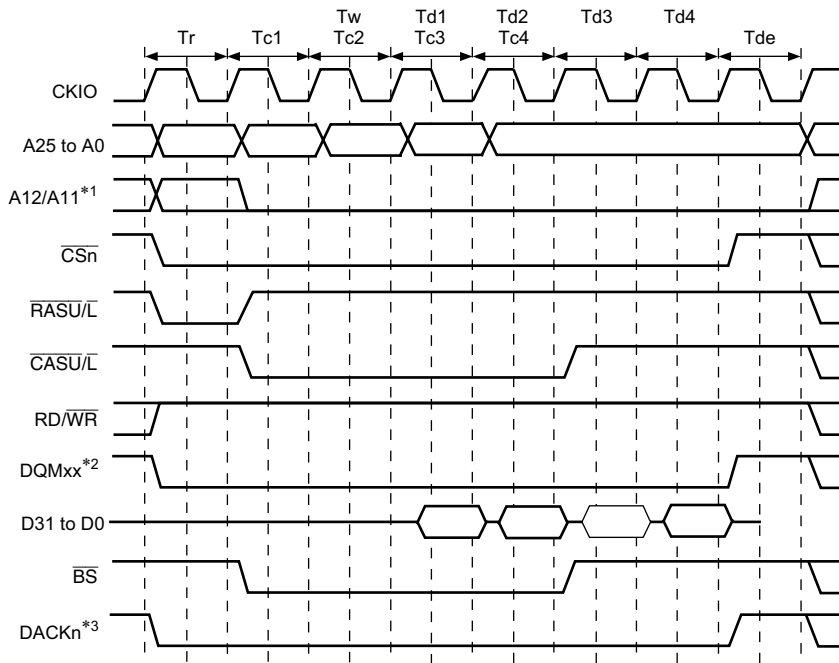 Tw Td1 Td2 Td3 Td4
Tr Tc1 Tc2 Tc3 Tc4 Tde
CKIO
A25 to A0
A12/A11*1
CSn
RASU/L
CASU/L
RD/WR
DQMxx*2
D31 to D0
BS
DACKn*3